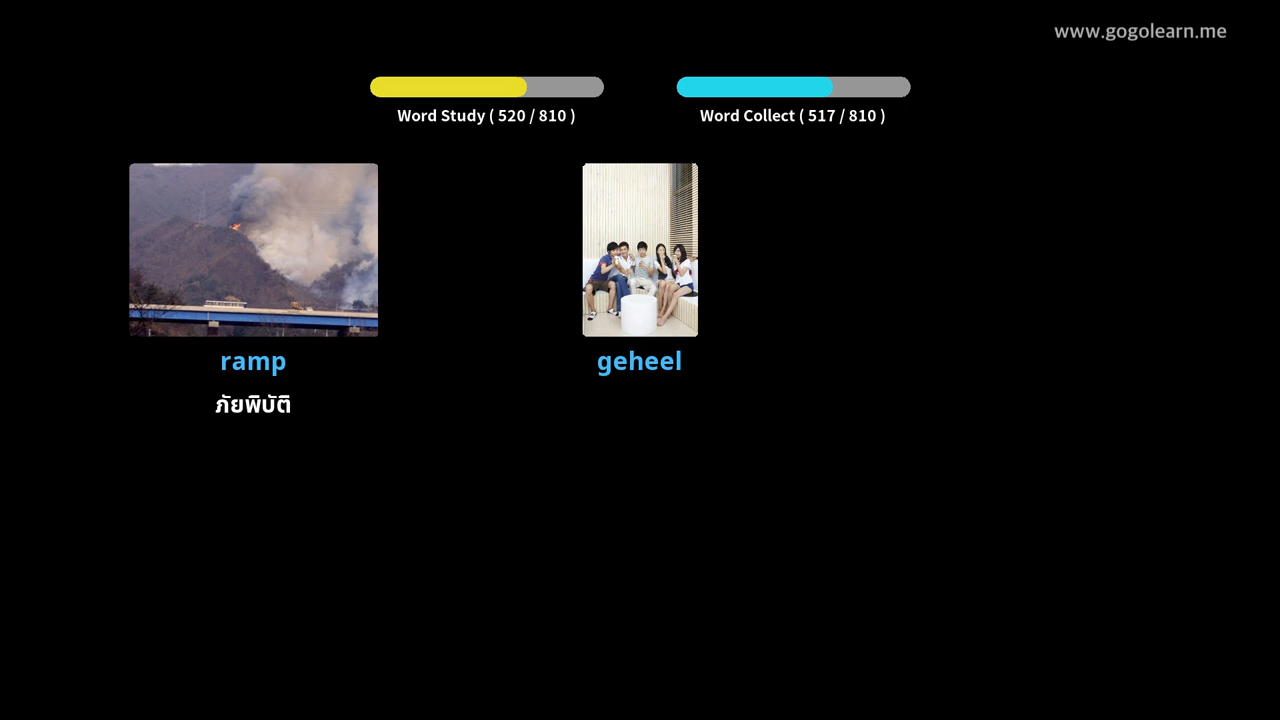 www.gogolearn.me
Word Study ( 520 / 810 )
Word Collect ( 517 / 810 )
ramp
geheel
ภัยพิบัติ